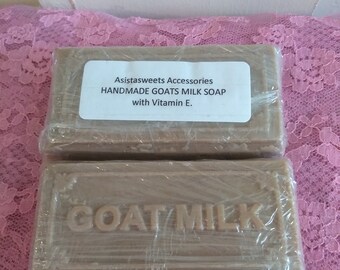 Asistasweets Accessories
HANDMADE GOATS MILK SOAP
with Vitamin E.
GOAT MILK